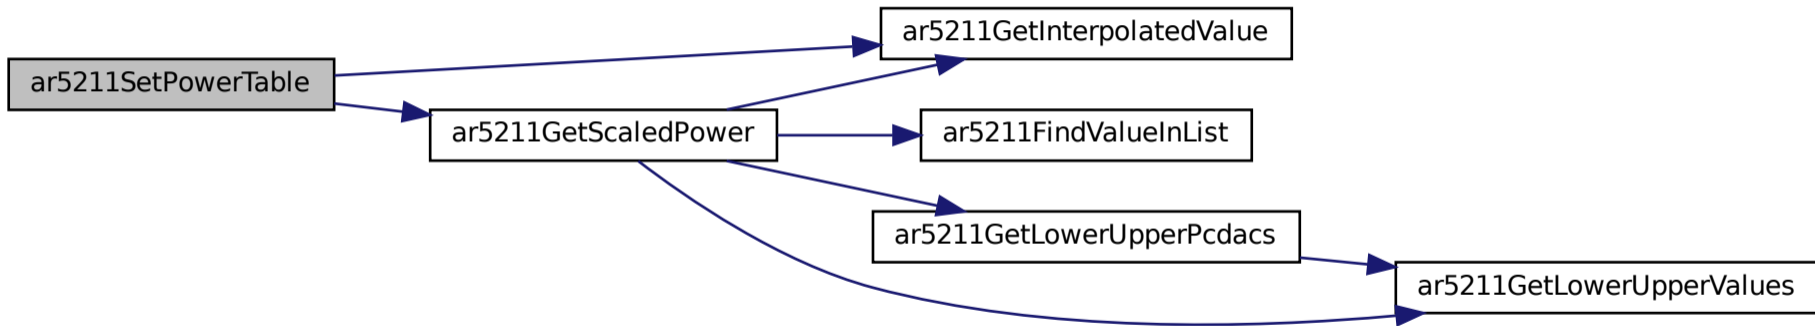 ar5211SetPowerTable
ar5211GetScaledPower
ar5211GetInterpolatedValue
ar5211FindValueInList
ar5211GetLowerUpperPcdacs
ar5211GetLowerUpperValues